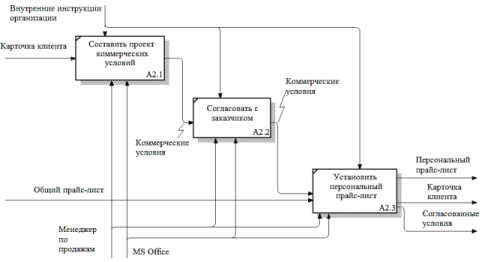 Внутренние инструкции
организации
Карточка клиента
Составить проект
коммерческих
условий
A2.1
Коммерческие
условия
Согласовать с
заказчиком
A2.2
Коммерческие
условия
Общий прайс-лист
Установить
персональный
прайс-лист
A2.3
Персональный
прайс-лист
Карточка
клиента
Согласованные
условия
Менеджер
по
продажам
MS Office